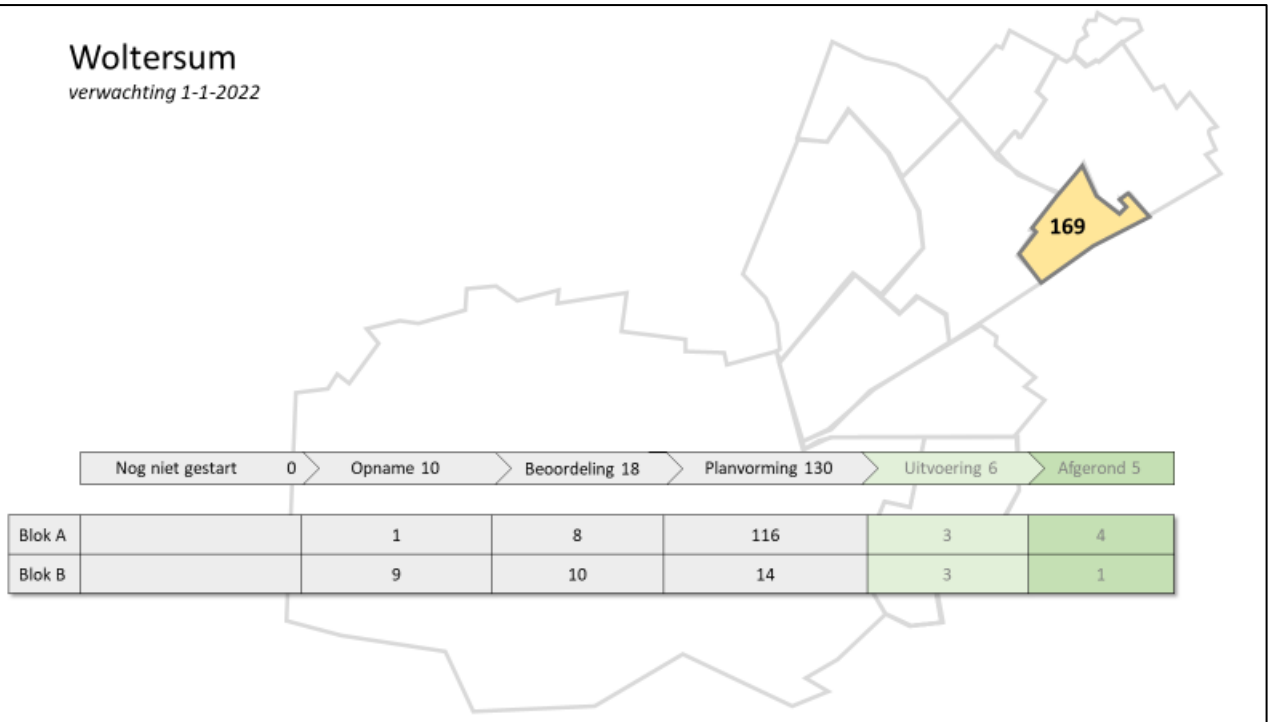 Woltersum
verwachting 1-1-2022
169
Nog niet gestart 0 Opname 10 Beoordeling 18 Planvorming 130 Uitvoering 6 Afgerond 5
Blok A 1 8 116 3 4
Blok B 9 10 14 3 1